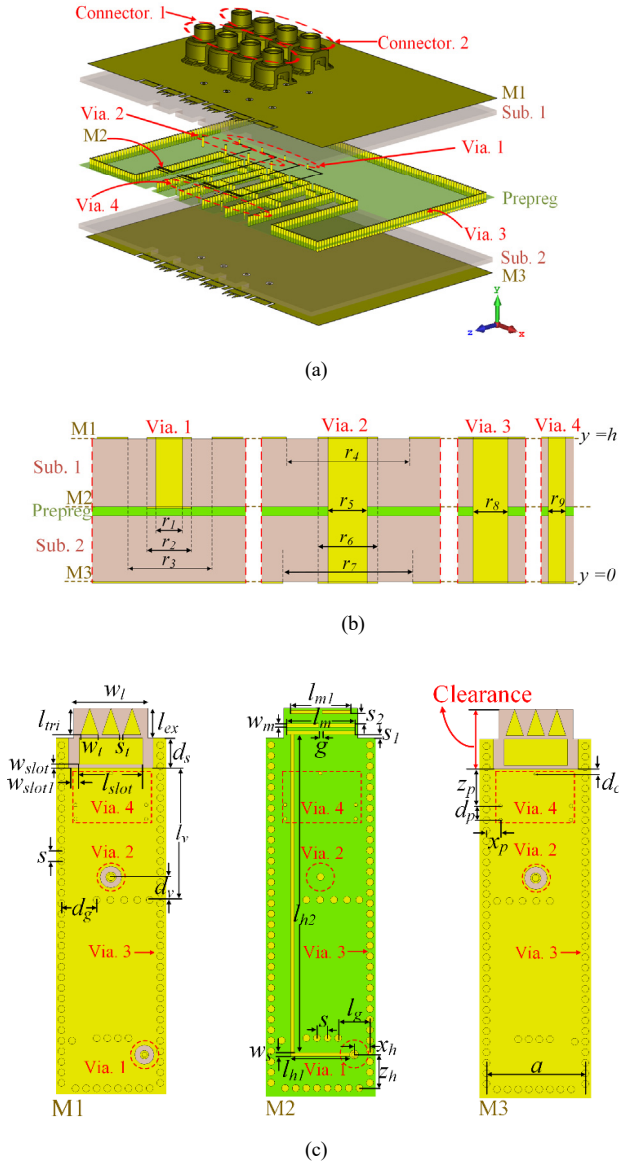 Connector. 1
Connector. 2
M1
Sub. 1
Via. 2
M2
Via. 1
Via. 4
Prepreg
Via. 3
Sub. 2
M3
y
z
x
(a)
M1 Via. 1 Via. 2 Via. 3 Via. 4 y=h
Sub. 1
r4
M2
Prepreg
r1 r5 r8 r9
Sub. 2
r2 r6
r3 r7
M3 y=0
(b)
wl
ltri lex
wt st
ds
wslot
wslot1 lslot
Via. 4
lv
s
Via. 2
dv
dg
Via. 3
Via. 1
M1
lm1
wm lm s2
g s1
Via. 4
Via. 2
lh2
Via. 3
s lg
xh
ws
lh1 Via. 1 zh
M2
Clearance
zp dc
dp Via. 4
xp
Via. 2
Via. 3
a
M3
(c)